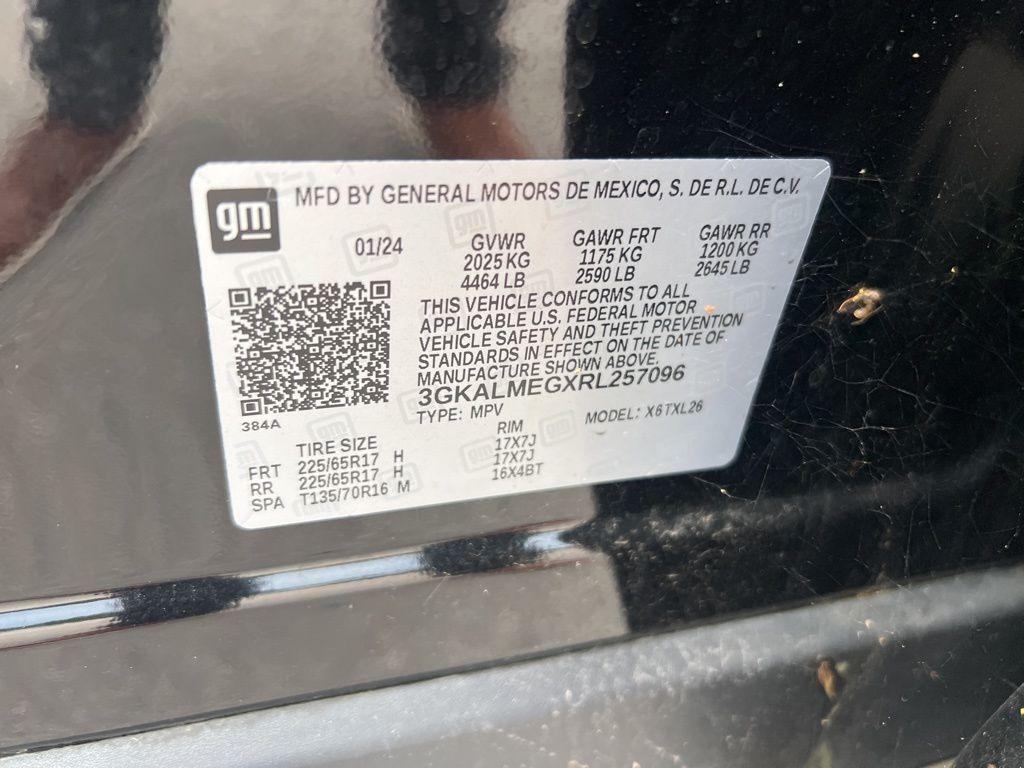 gm
MFD BY GENERAL MOTORS DE MEXICO, S. DE R.L. DE C.V.
01/24 GVWR GAWR FRT GAWR RR
2025 KG 1175 KG 1200 KG
4464 LB 2590 LB 2645 LB
THIS VEHICLE CONFORMS TO ALL
APPLICABLE U.S. FEDERAL MOTOR
VEHICLE SAFETY AND THEFT PREVENTION
STANDARDS IN EFFECT ON THE DATE OF
MANUFACTURE SHOWN ABOVE.
3GKALMEGXRL257096
384A
TYPE: MPV MODEL: X6TXL26
TIRE SIZE RIM
FRT 225/65R17 H 17X7J
RR 225/65R17 H 17X7J
SPA T135/70R16 M 16X4BT